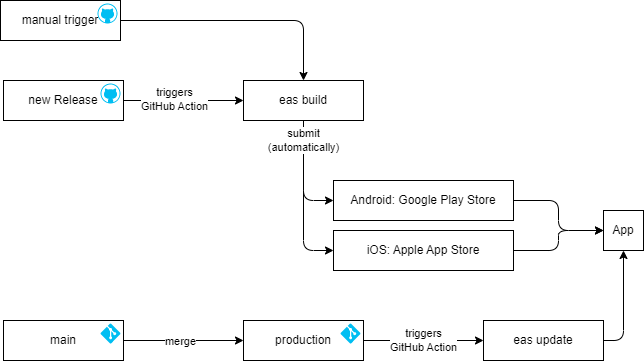 manual trigger
new Release
triggers
GitHub Action
eas build
submit
(automatically)
Android: Google Play Store
iOS: Apple App Store
App
main
merge
production
triggers
GitHub Action
eas update